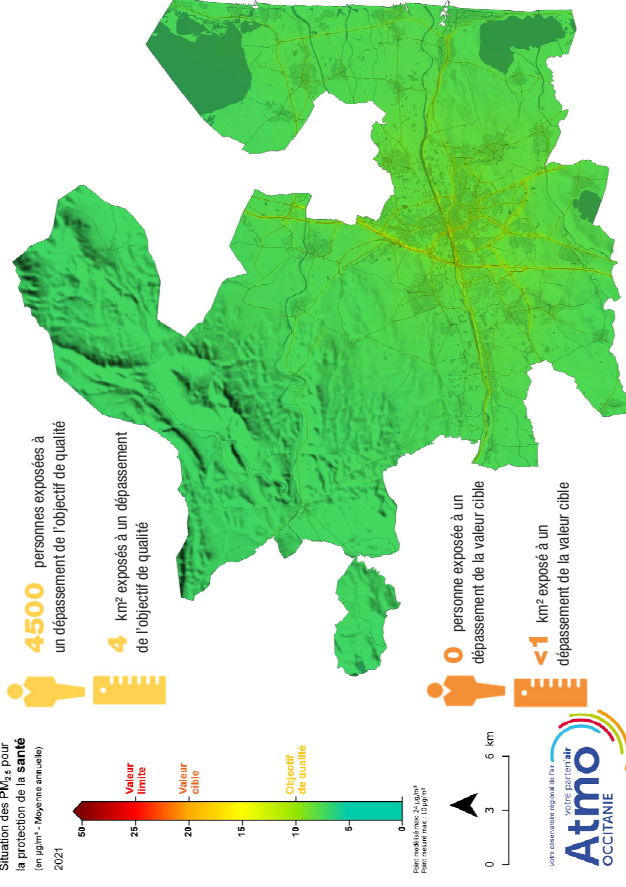 Situation des PM2.5 pour
la protection de la santé
(en µg/m³ - Moyenne annuelle)
2021
50
25
20
15
10
5
0
Valeur
limite
Valeur
cible
Objectif
de qualité
Point modélisé max: 24 µg/m³
Point mesuré max : 10 µg/m³
0 3 6 km
votre observatoire régional de l'air
votre parten'air
Atmo
OCCITANIE
4500 personnes exposées à
un dépassement de l'objectif de qualité
4 km² exposés à un dépassement
de l'objectif de qualité
0 personne exposée à un
dépassement de la valeur cible
<1 km² exposé à un
dépassement de la valeur cible